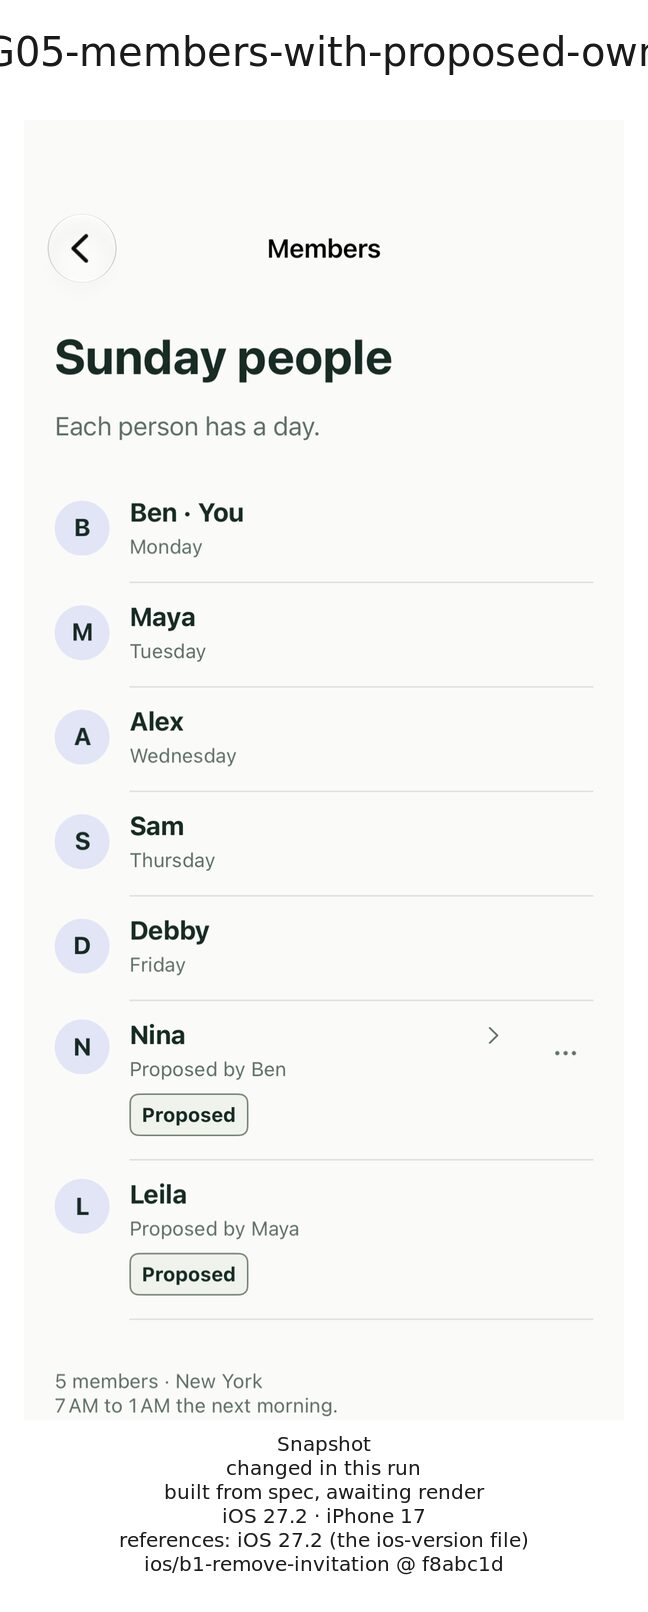 G05-members-with-proposed-own
Members
Sunday people
Each person has a day.
B
Ben · You
Monday
M
Maya
Tuesday
A
Alex
Wednesday
S
Sam
Thursday
D
Debby
Friday
N
Nina
Proposed by Ben
Proposed
L
Leila
Proposed by Maya
Proposed
5 members · New York
7 AM to 1 AM the next morning.
Snapshot
changed in this run
built from spec, awaiting render
iOS 27.2 · iPhone 17
references: iOS 27.2 (the ios-version file)
ios/b1-remove-invitation @ f8abc1d